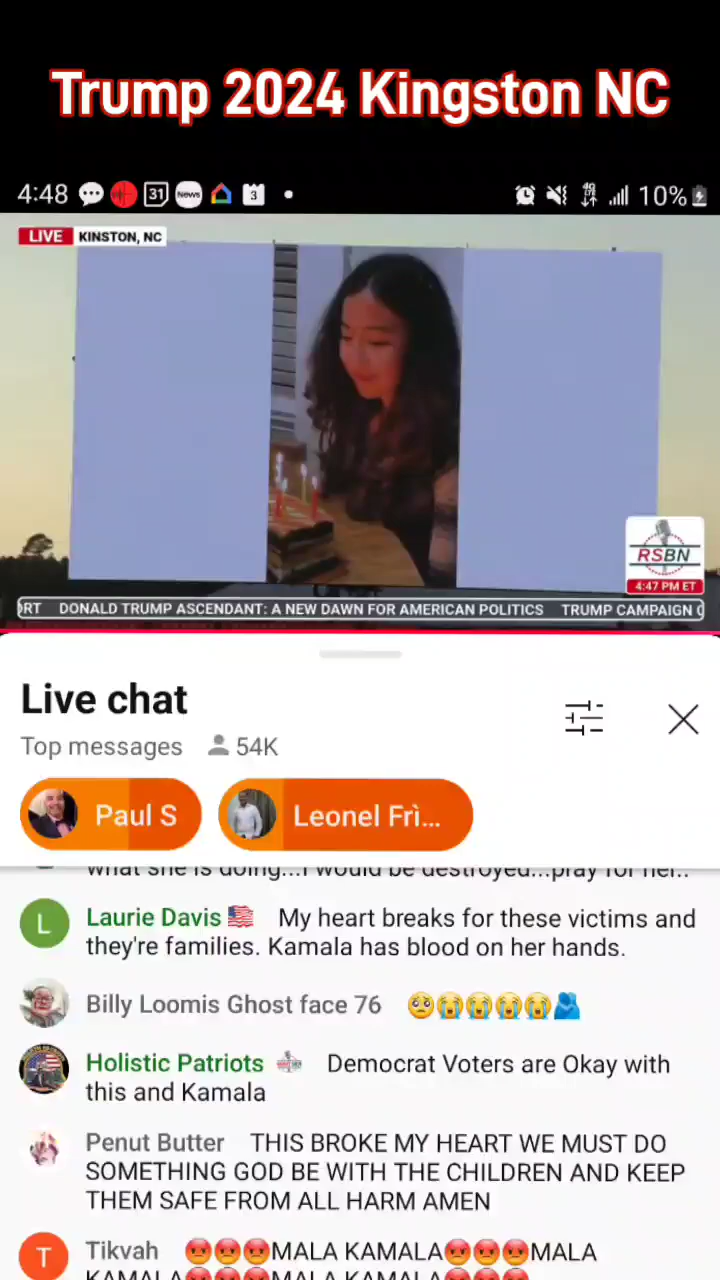 Trump 2024 Kingston NC
4:48
31
News
3
4G
10%
LIVE KINSTON, NC
RSBN
4:47 PM ET
ORT DONALD TRUMP ASCENDANT: A NEW DAWN FOR AMERICAN POLITICS TRUMP CAMPAIGN
Live chat
Top messages 54K
Paul S Leonel Frì...
what she is doing...I would be destroyed...pray for her..
L Laurie Davis 🇺🇸 My heart breaks for these victims and
they're families. Kamala has blood on her hands.
Billy Loomis Ghost face 76 🥺😭😭😭😭🫂
Holistic Patriots Democrat Voters are Okay with
this and Kamala
Penut Butter THIS BROKE MY HEART WE MUST DO
SOMETHING GOD BE WITH THE CHILDREN AND KEEP
THEM SAFE FROM ALL HARM AMEN
T Tikvah 😡😡😡MALA KAMALA😡😡😡MALA
KAMALA😡😡😡MALA KAMALA😡😡😡